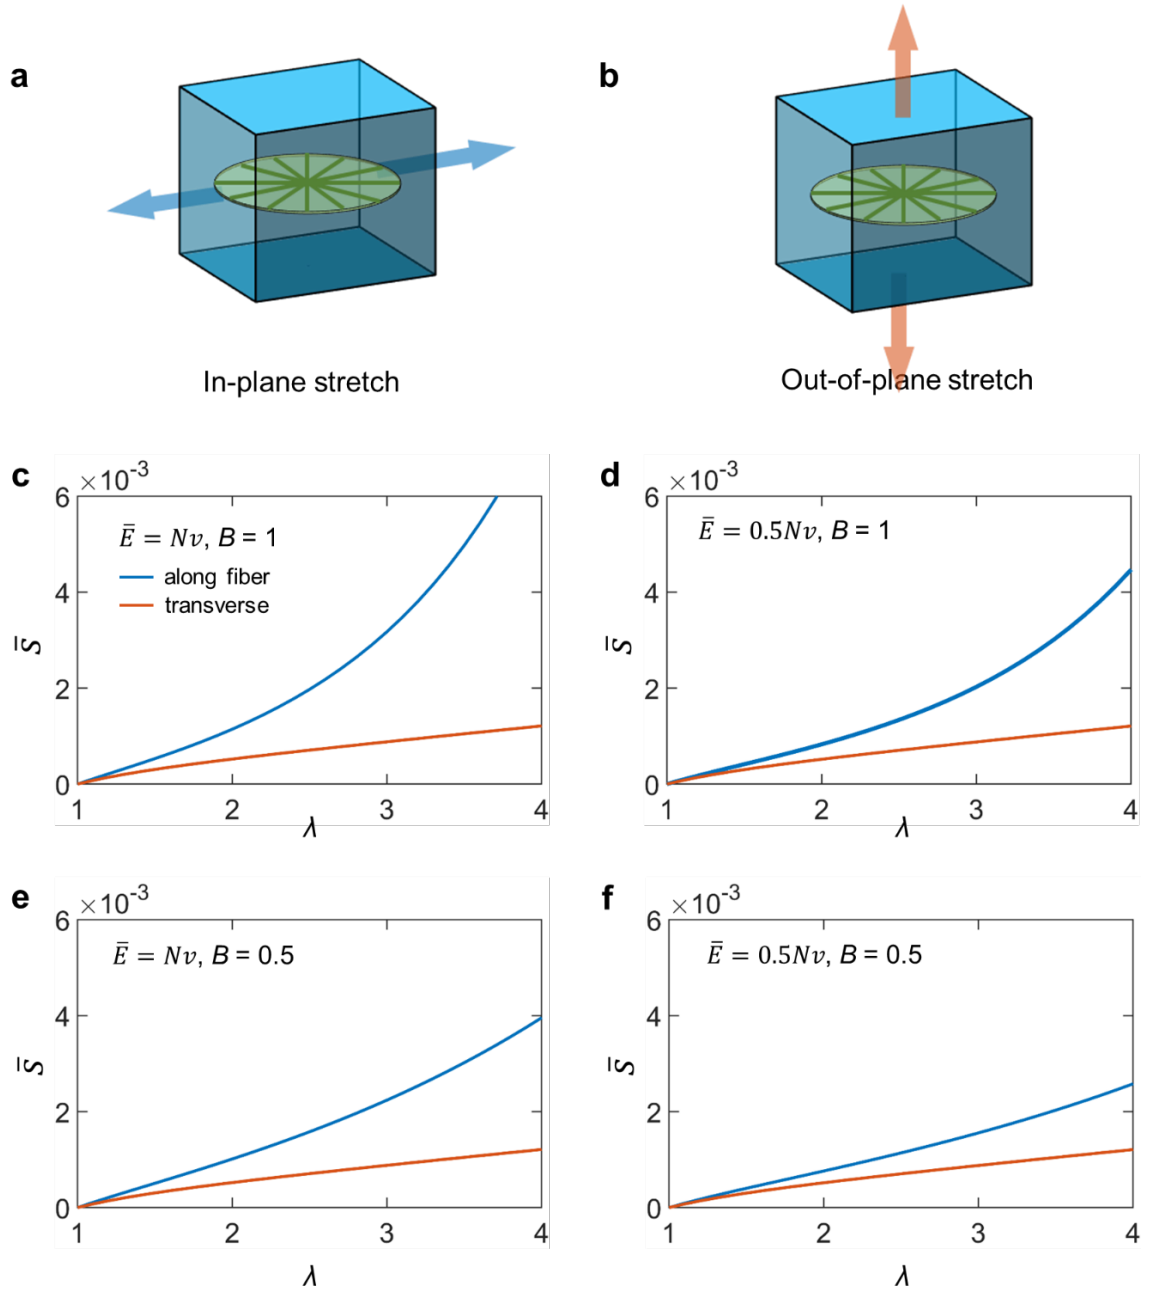 a
b
In-plane stretch
Out-of-plane stretch
c
×10⁻³
6
4
2
0
1
2
3
4
S̄
λ
Ē = Nv, B = 1
along fiber
transverse
d
×10⁻³
6
4
2
0
1
2
3
4
S̄
λ
Ē = 0.5Nv, B = 1
e
×10⁻³
6
4
2
0
1
2
3
4
S̄
λ
Ē = Nv, B = 0.5
f
×10⁻³
6
4
2
0
1
2
3
4
S̄
λ
Ē = 0.5Nv, B = 0.5